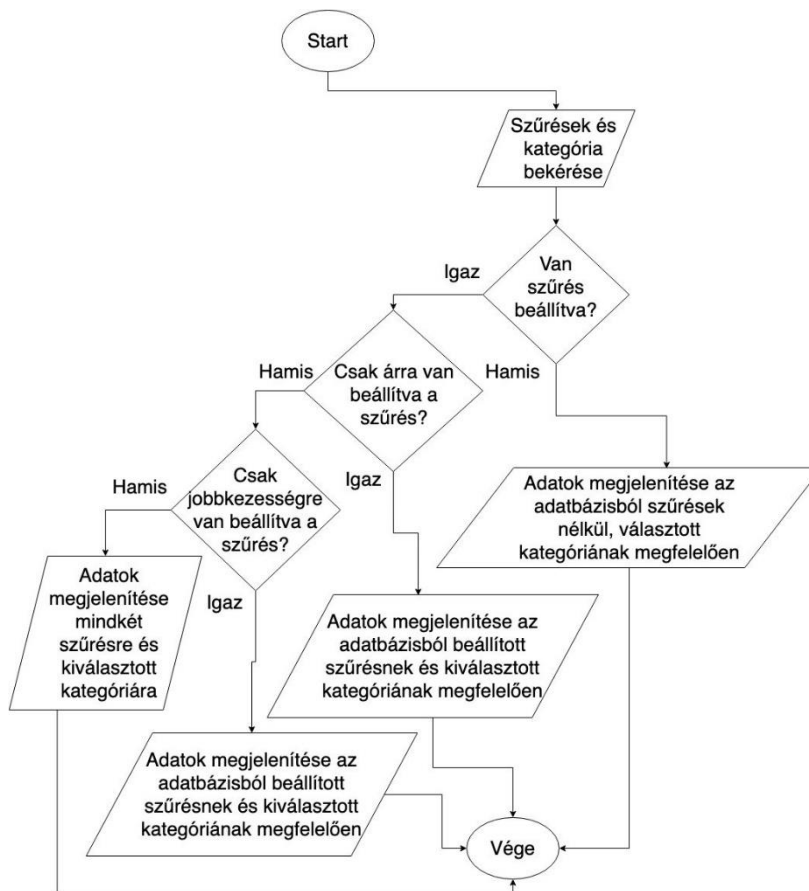 Start
Szűrések és
kategória
bekérése
Van
szűrés
beállítva?
Igaz
Hamis
Csak árra van
beállítva a
szűrés?
Hamis
Igaz
Csak
jobbkezességre
van beállítva a
szűrés?
Hamis
Igaz
Adatok megjelenítése az
adatbázisból szűrések
nélkül, választott
kategóriának megfelelően
Adatok
megjelenítése
mindkét
szűrésre és
kiválasztott
kategóriára
Adatok megjelenítése az
adatbázisból beállított
szűrésnek és kiválasztott
kategóriának megfelelően
Adatok megjelenítése az
adatbázisból beállított
szűrésnek és kiválasztott
kategóriának megfelelően
Vége